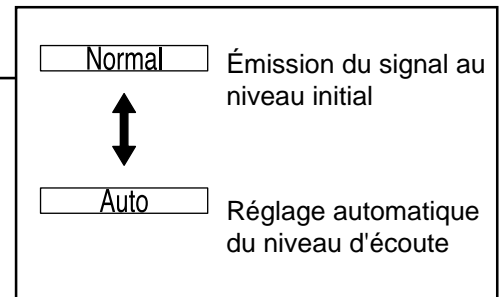 Normal
Émission du signal au
niveau initial
Auto
Réglage automatique
du niveau d'écoute